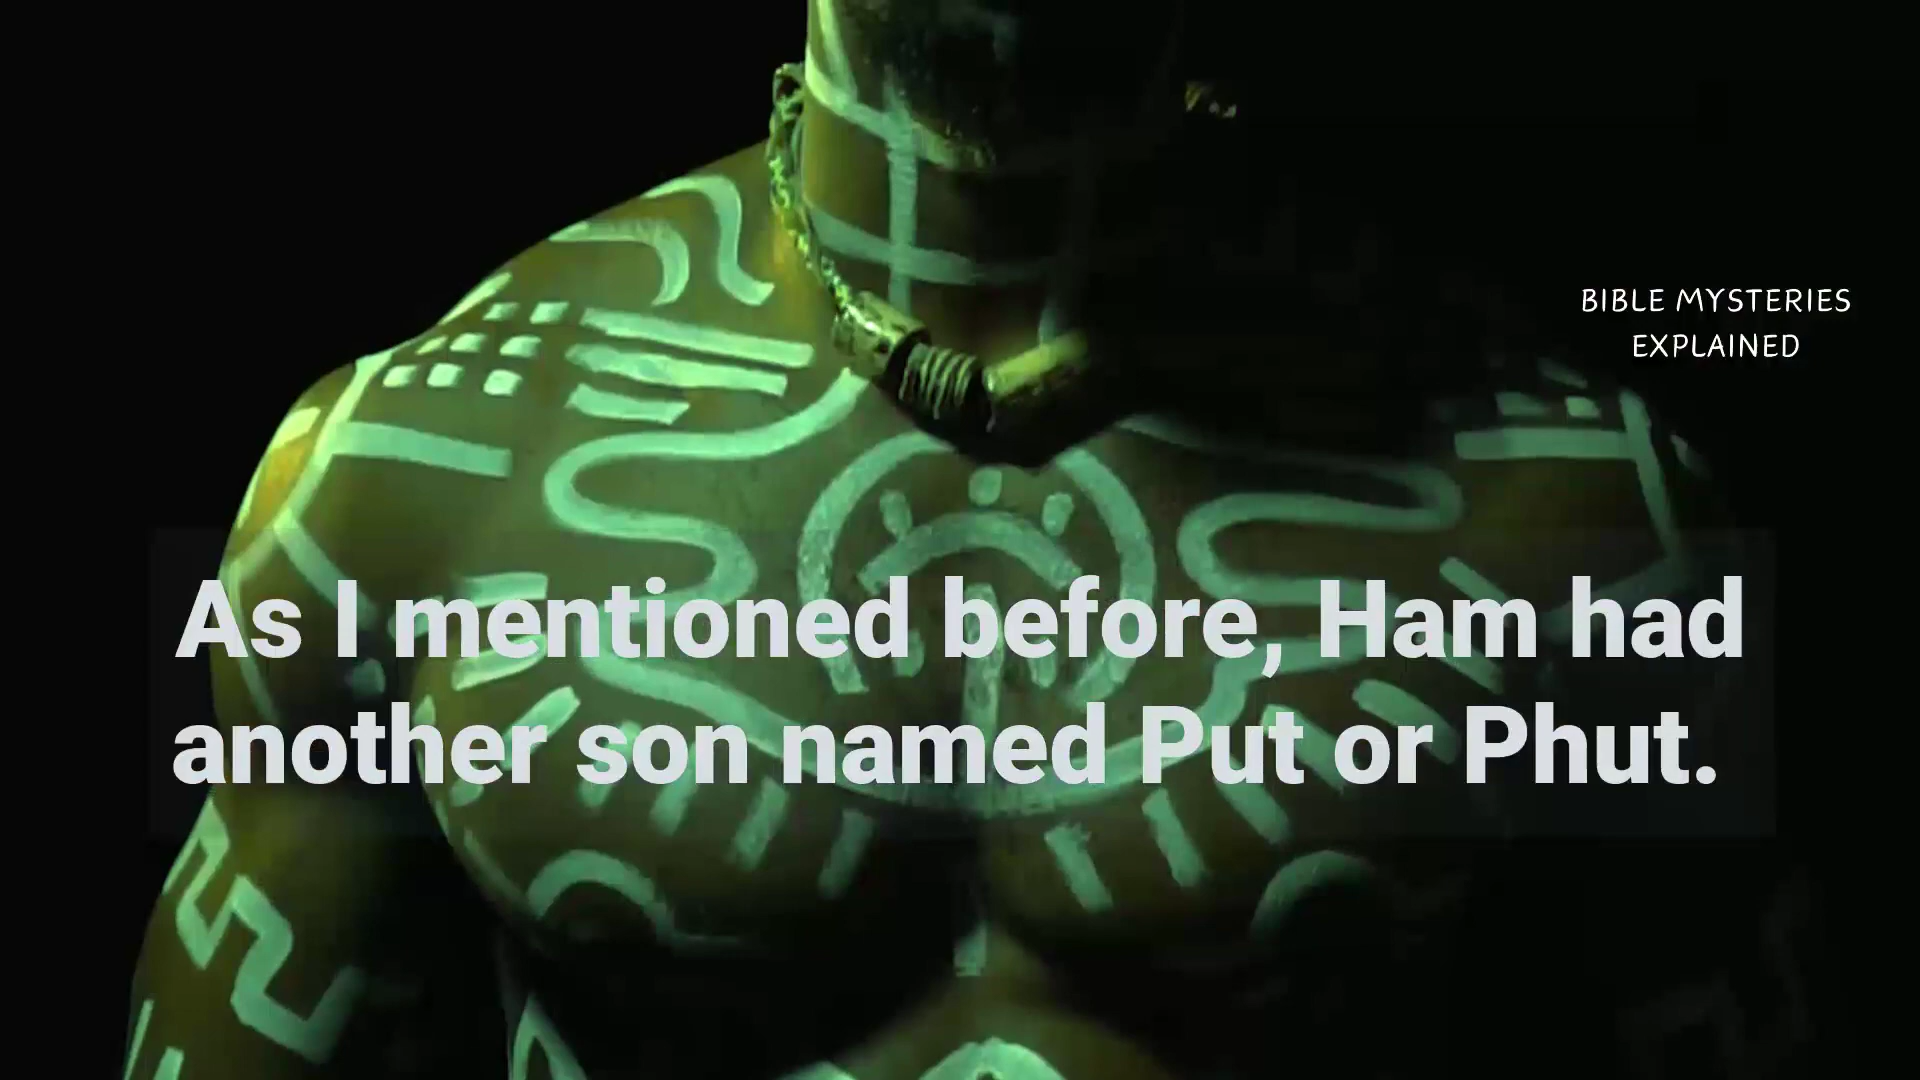 BIBLE MYSTERIES
EXPLAINED
As I mentioned before, Ham had
another son named Put or Phut.